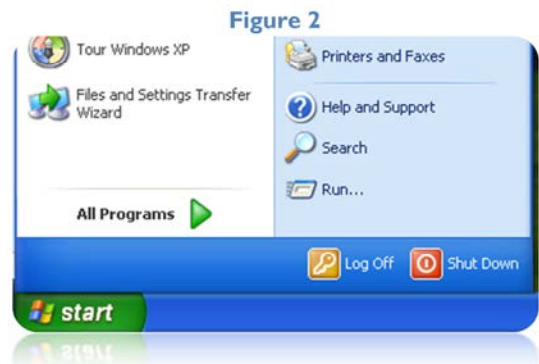 Figure 2
Tour Windows XP
Files and Settings Transfer
Wizard
All Programs
Printers and Faxes
Help and Support
Search
Run...
Log Off
Shut Down
start